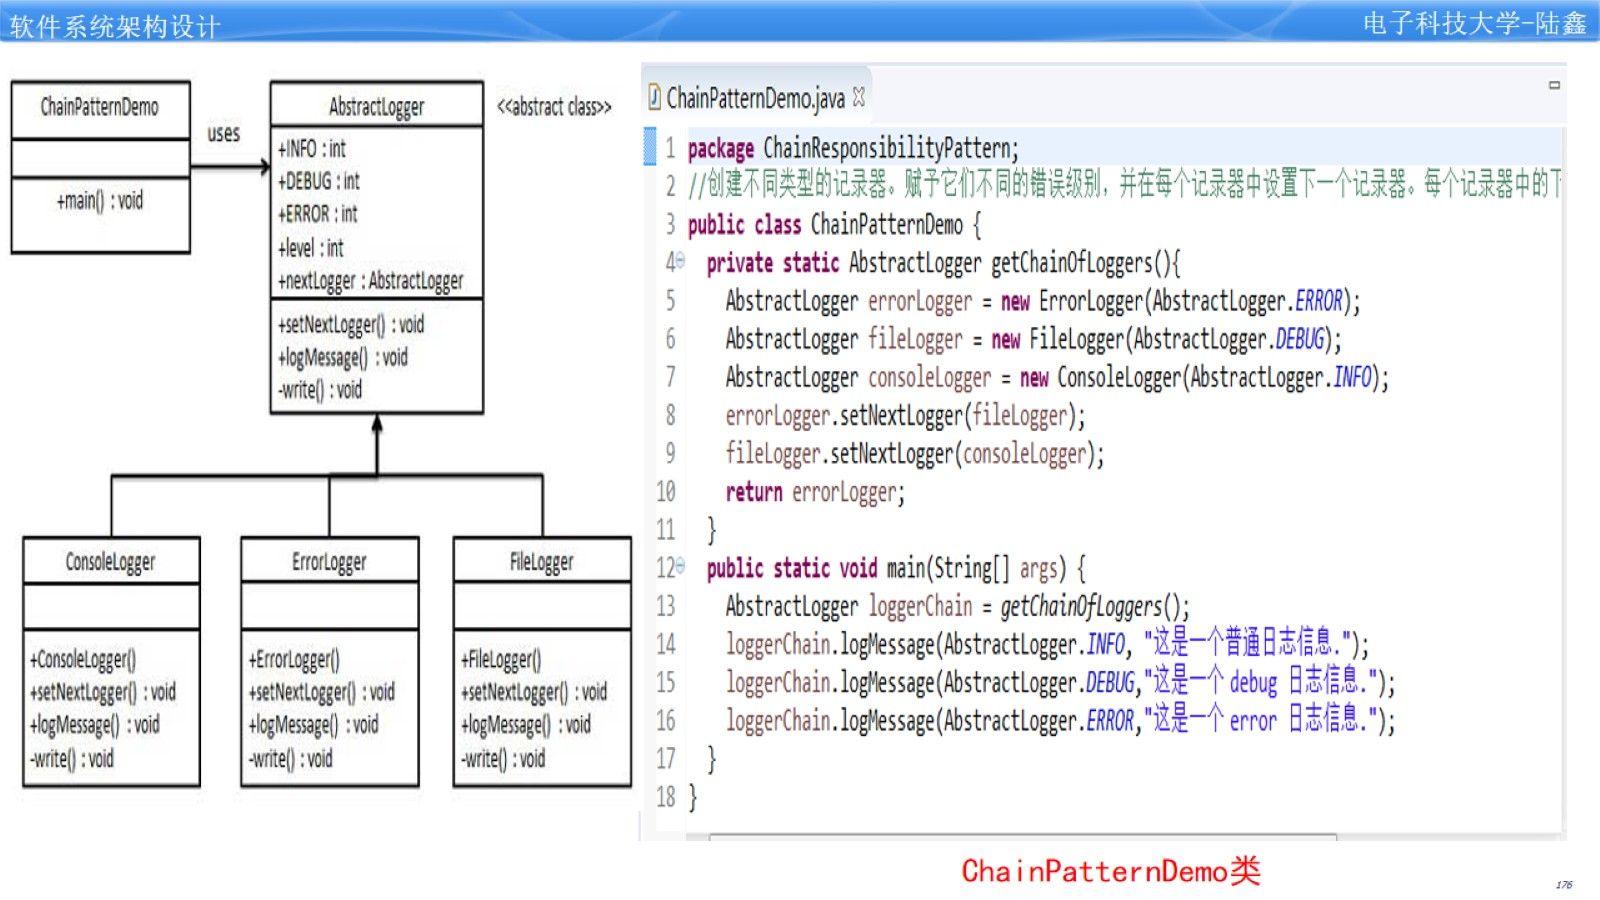 软件系统架构设计
电子科技大学-陆鑫
ChainPatternDemo
+main() : void
uses
AbstractLogger
<<abstract class>>
+INFO : int
+DEBUG : int
+ERROR : int
+level : int
+nextLogger : AbstractLogger
+setNextLogger() : void
+logMessage() : void
-write() : void
ConsoleLogger
+ConsoleLogger()
+setNextLogger() : void
+logMessage() : void
-write() : void
ErrorLogger
+ErrorLogger()
+setNextLogger() : void
+logMessage() : void
-write() : void
FileLogger
+FileLogger()
+setNextLogger() : void
+logMessage() : void
-write() : void
ChainPatternDemo.java
1 package ChainResponsibilityPattern;
2 //创建不同类型的记录器。赋予它们不同的错误级别，并在每个记录器中设置下一个记录器。每个记录器中的下
3 public class ChainPatternDemo {
4 private static AbstractLogger getChainOfLoggers(){
5 AbstractLogger errorLogger = new ErrorLogger(AbstractLogger.ERROR);
6 AbstractLogger fileLogger = new FileLogger(AbstractLogger.DEBUG);
7 AbstractLogger consoleLogger = new ConsoleLogger(AbstractLogger.INFO);
8 errorLogger.setNextLogger(fileLogger);
9 fileLogger.setNextLogger(consoleLogger);
10 return errorLogger;
11 }
12 public static void main(String[] args) {
13 AbstractLogger loggerChain = getChainOfLoggers();
14 loggerChain.logMessage(AbstractLogger.INFO, "这是一个普通日志信息.");
15 loggerChain.logMessage(AbstractLogger.DEBUG,"这是一个 debug 日志信息.");
16 loggerChain.logMessage(AbstractLogger.ERROR,"这是一个 error 日志信息.");
17 }
18 }
ChainPatternDemo类
176